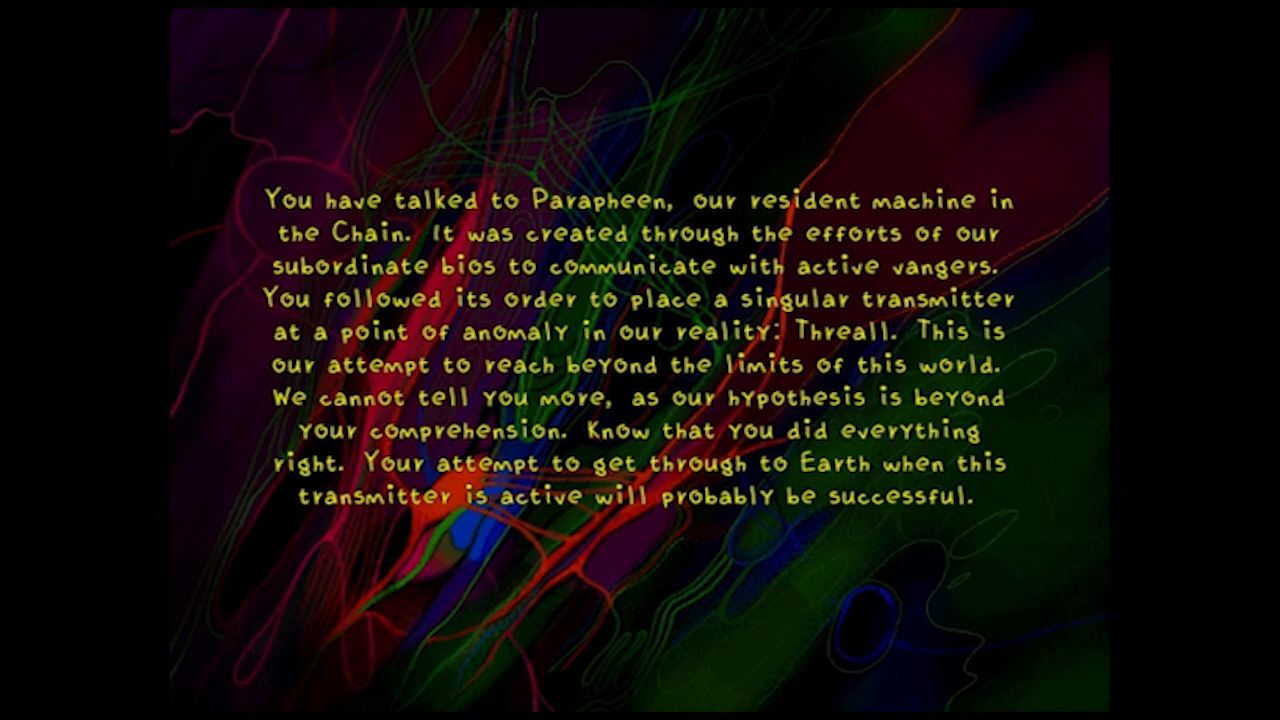 You have talked to Parapheen, our resident machine in
the Chain. It was created through the efforts of our
subordinate bios to communicate with active vangers.
You followed its order to place a singular transmitter
at a point of anomaly in our reality: Threall. This is
our attempt to reach beyond the limits of this world.
We cannot tell you more, as our hypothesis is beyond
your comprehension. Know that you did everything
right. Your attempt to get through to Earth when this
transmitter is active will probably be successful.